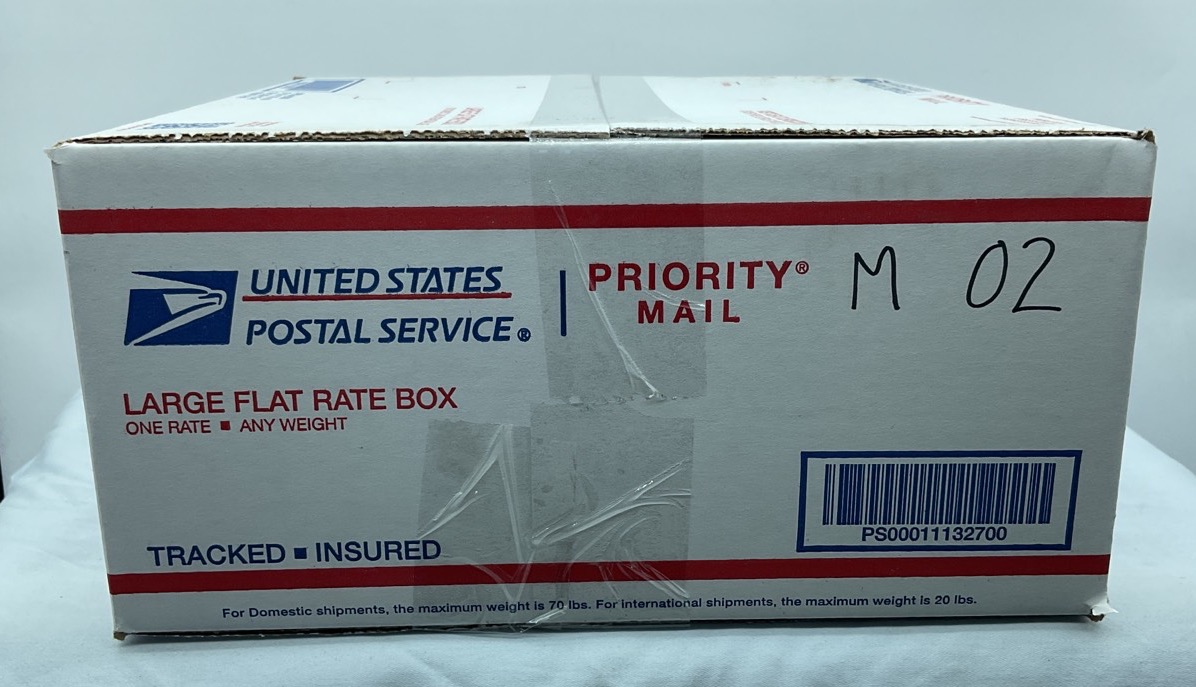 UNITED STATES
POSTAL SERVICE®
PRIORITY®
MAIL
M 02
LARGE FLAT RATE BOX
ONE RATE ■ ANY WEIGHT
PS00011132700
TRACKED ■ INSURED
For Domestic shipments, the maximum weight is 70 lbs. For international shipments, the maximum weight is 20 lbs.